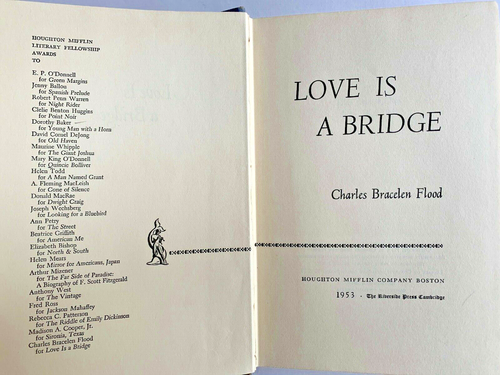 HOUGHTON MIFFLIN
LITERARY FELLOWSHIP
AWARDS
TO
E. P. O'Donnell
for Green Margins
Jenny Ballou
for Spanish Prelude
Robert Penn Warren
for Night Rider
Clelie Benton Huggins
for Point Noir
Dorothy Baker
for Young Man with a Horn
David Cornel DeJong
for Old Haven
Maurine Whipple
for The Giant Joshua
Mary King O'Donnell
for Quincie Bolliver
Helen Todd
for A Man Named Grant
A. Fleming MacLeish
for Cone of Silence
Donald MacRae
for Dwight Craig
Joseph Wechsberg
for Looking for a Bluebird
Ann Petry
for The Street
Beatrice Griffith
for American Me
Elizabeth Bishop
for North & South
Helen Mears
for Mirror for Americans, Japan
Arthur Mizener
for The Far Side of Paradise:
A Biography of F. Scott Fitzgerald
Anthony West
for The Vintage
Fred Ross
for Jackson Mahaffey
Rebecca C. Patterson
for The Riddle of Emily Dickinson
Madison A. Cooper, Jr.
for Sironia, Texas
Charles Bracelen Flood
for Love Is a Bridge
LOVE IS
A BRIDGE
Charles Bracelen Flood
HOUGHTON MIFFLIN COMPANY BOSTON
1953 · The Riverside Press Cambridge